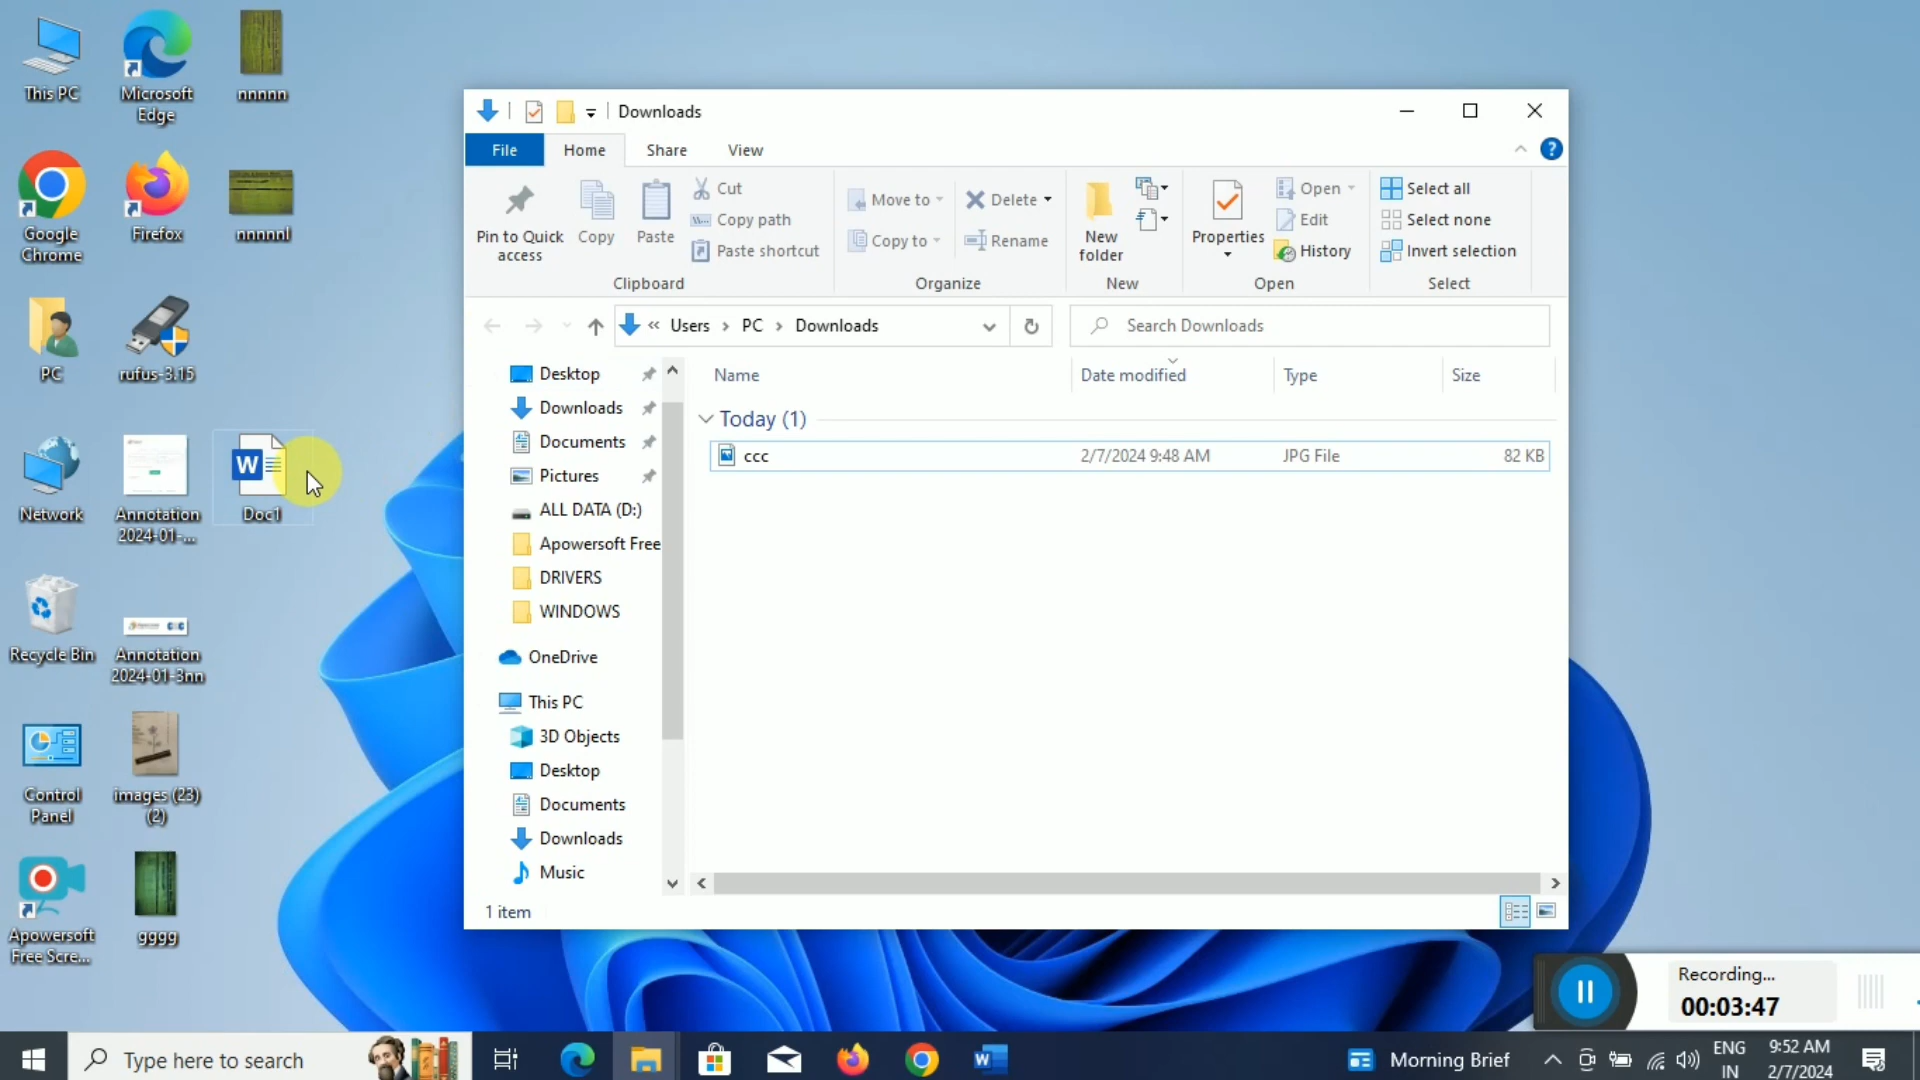 This PC
Microsoft
Edge
nnnnn
Google
Chrome
Firefox
nnnnnl
PC
rufus-3.15
Network
Annotation
2024-01-...
Doc1
Recycle Bin
Annotation
2024-01-3nn
Control
Panel
images (23)
(2)
Apowersoft
Free Scre...
gggg
Downloads
File
Home
Share
View
Pin to Quick
access
Copy
Paste
Cut
Copy path
Paste shortcut
Clipboard
Move to
Copy to
Delete
Rename
Organize
New
folder
New
Properties
Open
Edit
History
Open
Select all
Select none
Invert selection
Select
« Users > PC > Downloads
Search Downloads
Desktop
Downloads
Documents
Pictures
ALL DATA (D:)
Apowersoft Free
DRIVERS
WINDOWS
OneDrive
This PC
3D Objects
Desktop
Documents
Downloads
Music
Name Date modified Type Size
Today (1)
ccc 2/7/2024 9:48 AM JPG File 82 KB
1 item
Recording...
00:03:47
Type here to search
Morning Brief
ENG
IN
9:52 AM
2/7/2024